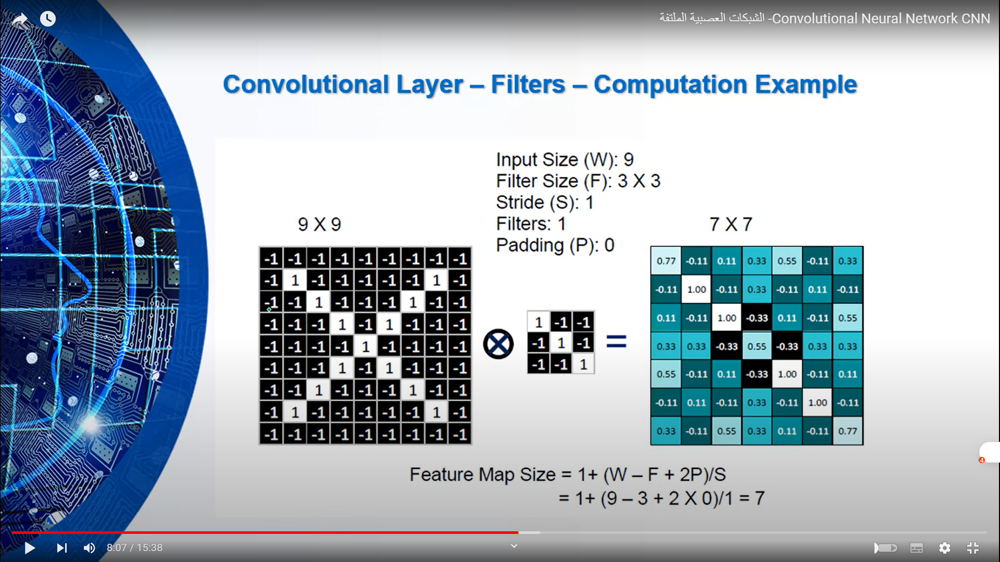 الشبكات العصبية الملتفة -Convolutional Neural Network CNN
Convolutional Layer – Filters – Computation Example
Input Size (W): 9
Filter Size (F): 3 X 3
Stride (S): 1
Filters: 1
Padding (P): 0
9 X 9
7 X 7
-1 -1 -1 -1 -1 -1 -1 -1 -1
-1 1 -1 -1 -1 -1 -1 1 -1
-1 -1 1 -1 -1 -1 1 -1 -1
-1 -1 -1 1 -1 1 -1 -1 -1
-1 -1 -1 -1 1 -1 -1 -1 -1
-1 -1 -1 1 -1 1 -1 -1 -1
-1 -1 1 -1 -1 -1 1 -1 -1
-1 1 -1 -1 -1 -1 -1 1 -1
-1 -1 -1 -1 -1 -1 -1 -1 -1
1 -1 -1
-1 1 -1
-1 -1 1
=
0.77 -0.11 0.11 0.33 0.55 -0.11 0.33
-0.11 1.00 -0.11 0.33 -0.11 0.11 -0.11
0.11 -0.11 1.00 -0.33 0.11 -0.11 0.55
0.33 0.33 -0.33 0.55 -0.33 0.33 0.33
0.55 -0.11 0.11 -0.33 1.00 -0.11 0.11
-0.11 0.11 -0.11 0.33 -0.11 1.00 -0.11
0.33 -0.11 0.55 0.33 0.11 -0.11 0.77
Feature Map Size = 1+ (W – F + 2P)/S
= 1+ (9 – 3 + 2 X 0)/1 = 7
4
8:07 / 15:38